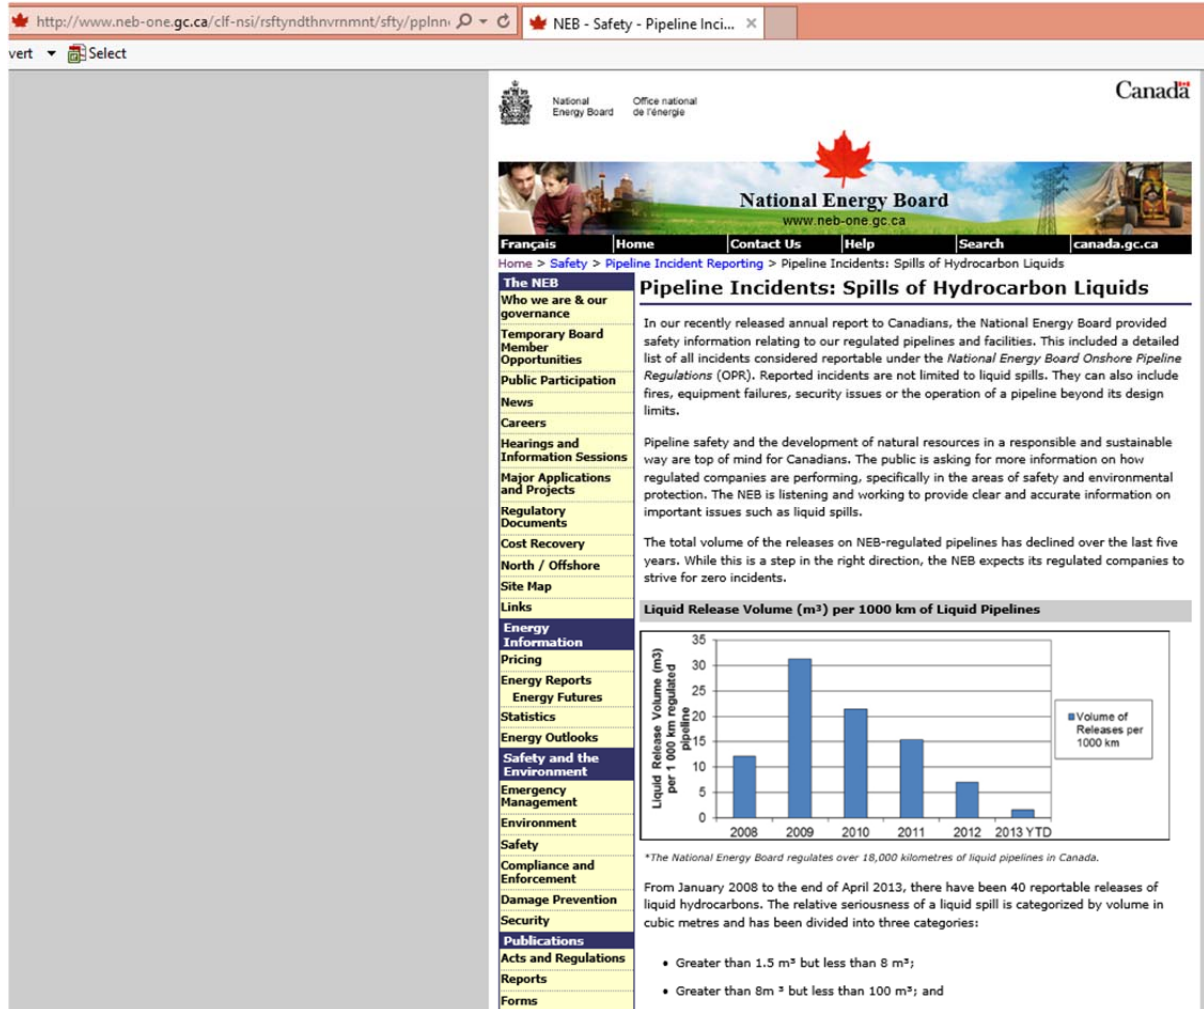 http://www.neb-one.gc.ca/clf-nsi/rsftyndthnvrnmnt/sfty/pplnn
NEB - Safety - Pipeline Inci...
vert
Select
National
Energy Board
Office national
de l'énergie
Canada
National Energy Board
www.neb-one.gc.ca
Français
Home
Contact Us
Help
Search
canada.gc.ca
Home > Safety > Pipeline Incident Reporting > Pipeline Incidents: Spills of Hydrocarbon Liquids
The NEB
Who we are & our
governance
Temporary Board
Member
Opportunities
Public Participation
News
Careers
Hearings and
Information Sessions
Major Applications
and Projects
Regulatory
Documents
Cost Recovery
North / Offshore
Site Map
Links
Energy
Information
Pricing
Energy Reports
Energy Futures
Statistics
Energy Outlooks
Safety and the
Environment
Emergency
Management
Environment
Safety
Compliance and
Enforcement
Damage Prevention
Security
Publications
Acts and Regulations
Reports
Forms
Pipeline Incidents: Spills of Hydrocarbon Liquids
In our recently released annual report to Canadians, the National Energy Board provided
safety information relating to our regulated pipelines and facilities. This included a detailed
list of all incidents considered reportable under the National Energy Board Onshore Pipeline
Regulations (OPR). Reported incidents are not limited to liquid spills. They can also include
fires, equipment failures, security issues or the operation of a pipeline beyond its design
limits.
Pipeline safety and the development of natural resources in a responsible and sustainable
way are top of mind for Canadians. The public is asking for more information on how
regulated companies are performing, specifically in the areas of safety and environmental
protection. The NEB is listening and working to provide clear and accurate information on
important issues such as liquid spills.
The total volume of the releases on NEB-regulated pipelines has declined over the last five
years. While this is a step in the right direction, the NEB expects its regulated companies to
strive for zero incidents.
Liquid Release Volume (m³) per 1000 km of Liquid Pipelines
Liquid Release Volume (m3)
per 1 000 km regulated
pipeline
35
30
25
20
15
10
5
0
2008 2009 2010 2011 2012 2013 YTD
Volume of
Releases per
1000 km
*The National Energy Board regulates over 18,000 kilometres of liquid pipelines in Canada.
From January 2008 to the end of April 2013, there have been 40 reportable releases of
liquid hydrocarbons. The relative seriousness of a liquid spill is categorized by volume in
cubic metres and has been divided into three categories:
• Greater than 1.5 m³ but less than 8 m³;
• Greater than 8m ³ but less than 100 m³; and